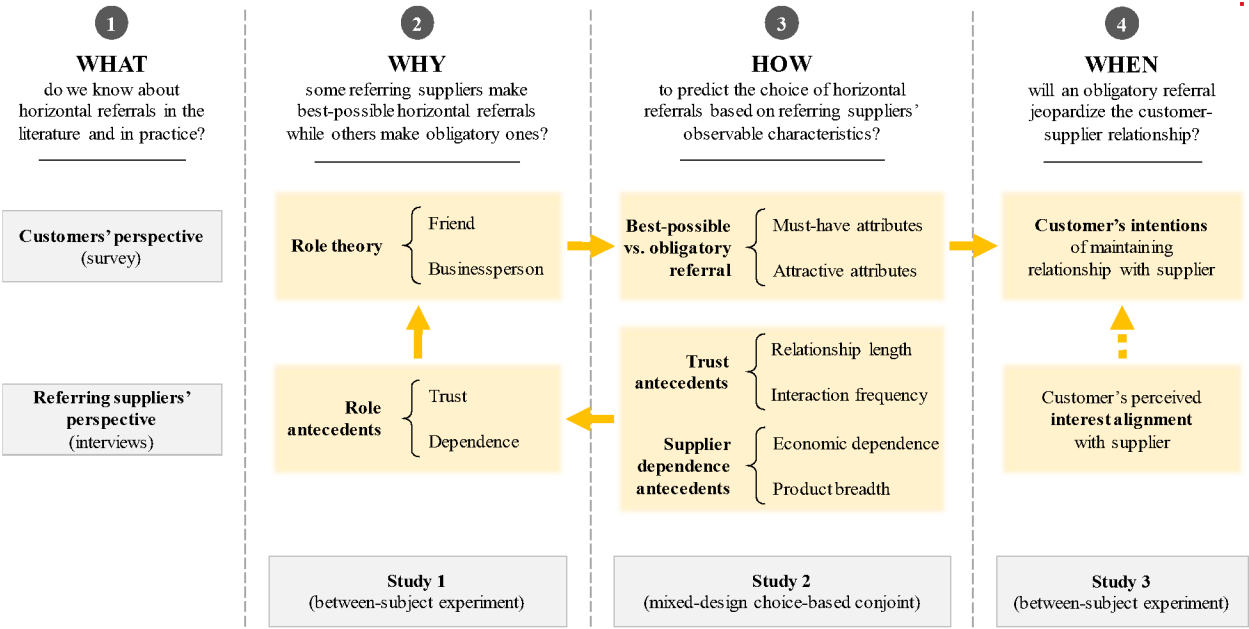 1
WHAT
do we know about
horizontal referrals in the
literature and in practice?
Customers' perspective
(survey)
Referring suppliers'
perspective
(interviews)
2
WHY
some referring suppliers make
best-possible horizontal referrals
while others make obligatory ones?
Role theory
Friend
Businessperson
Role
antecedents
Trust
Dependence
Study 1
(between-subject experiment)
3
HOW
to predict the choice of horizontal
referrals based on referring suppliers'
observable characteristics?
Best-possible
vs. obligatory
referral
Must-have attributes
Attractive attributes
Trust
antecedents
Relationship length
Interaction frequency
Supplier
dependence
antecedents
Economic dependence
Product breadth
Study 2
(mixed-design choice-based conjoint)
4
WHEN
will an obligatory referral
jeopardize the customer-
supplier relationship?
Customer's intentions
of maintaining
relationship with supplier
Customer's perceived
interest alignment
with supplier
Study 3
(between-subject experiment)